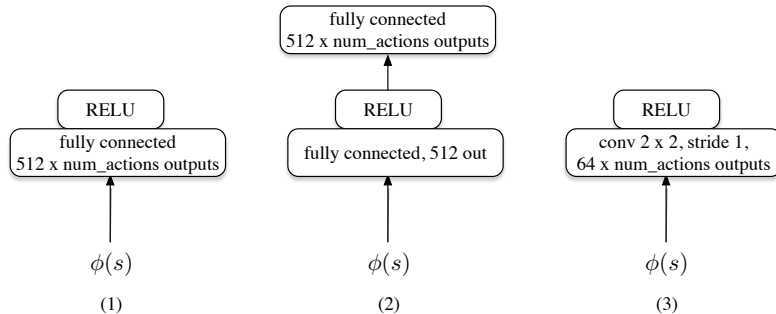 fully connected
512 x num_actions outputs
RELU
fully connected
512 x num_actions outputs
ϕ(s)
(1)
RELU
fully connected, 512 out
ϕ(s)
(2)
RELU
conv 2 x 2, stride 1,
64 x num_actions outputs
ϕ(s)
(3)